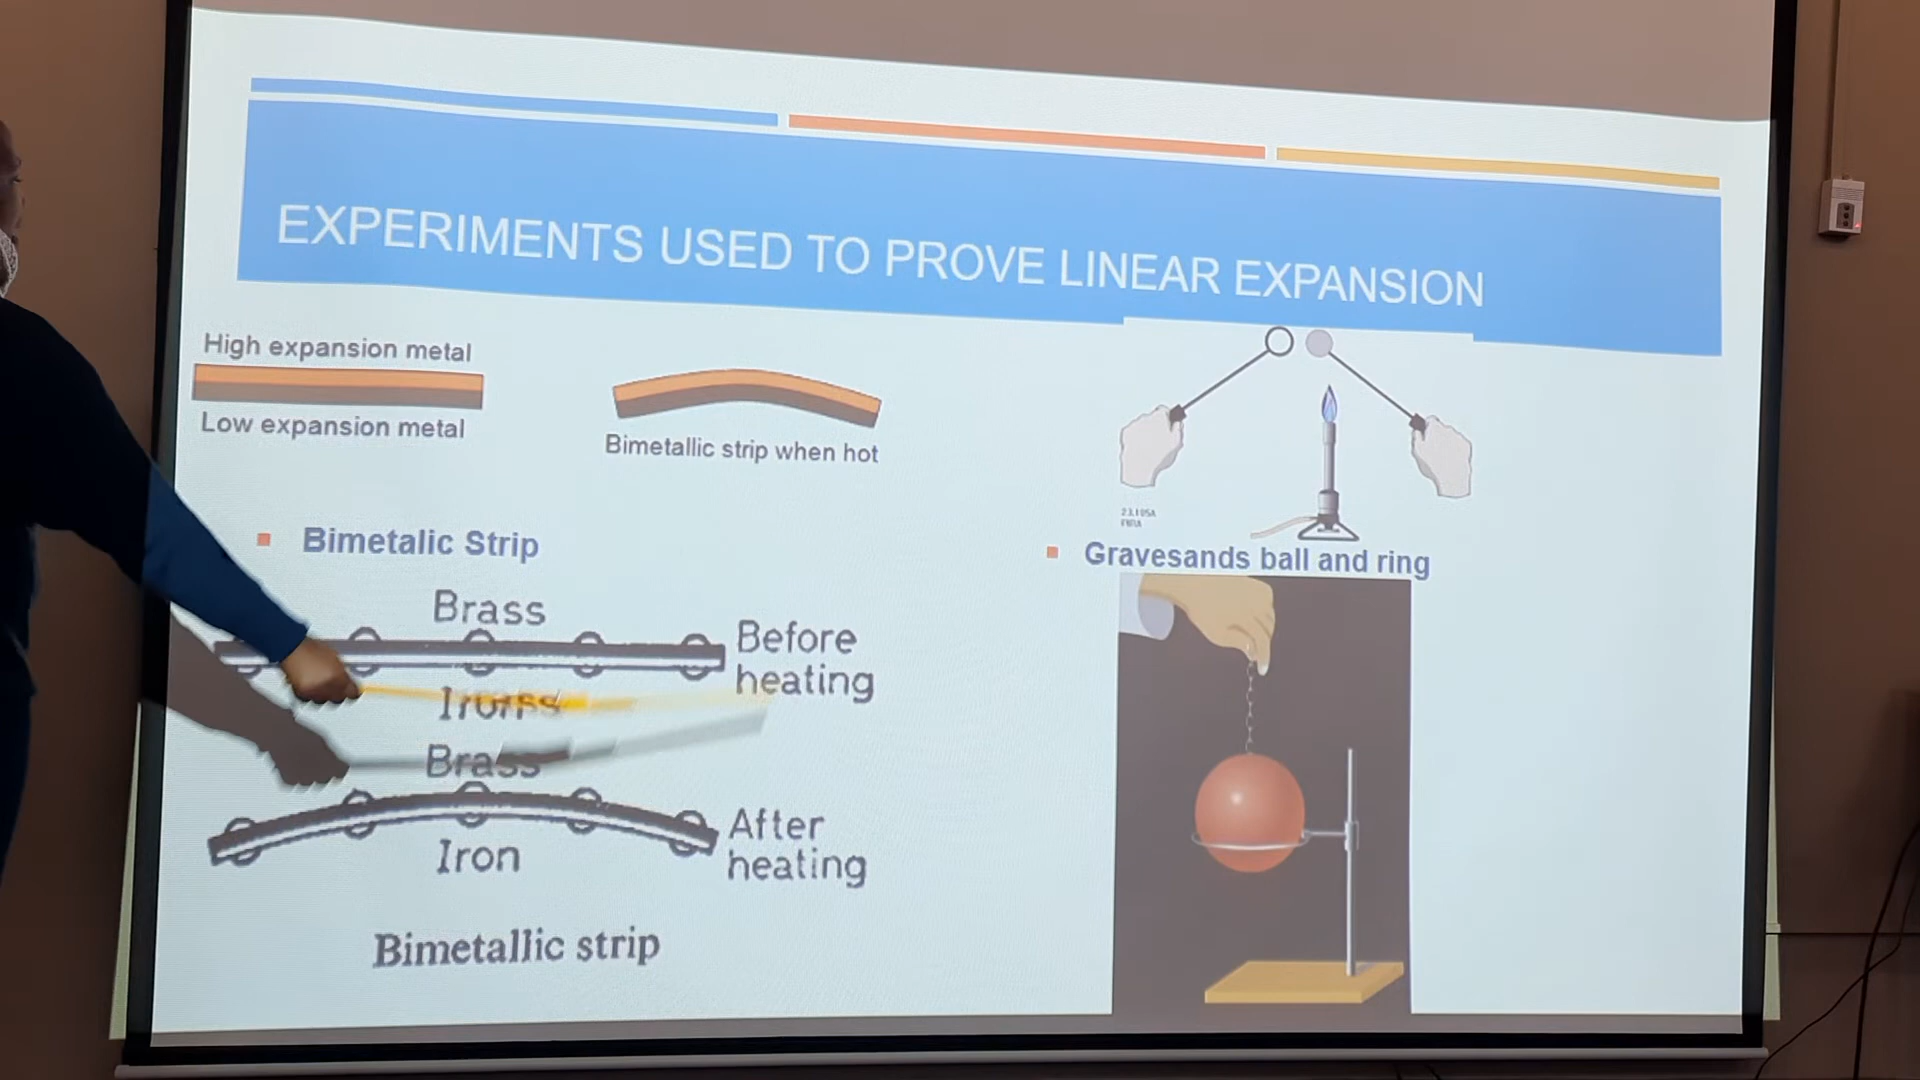 EXPERIMENTS USED TO PROVE LINEAR EXPANSION
High expansion metal
Low expansion metal
Bimetallic strip when hot
Bimetalic Strip
Brass
Before
heating
Brass
After
heating
Iron
Bimetallic strip
Gravesands ball and ring